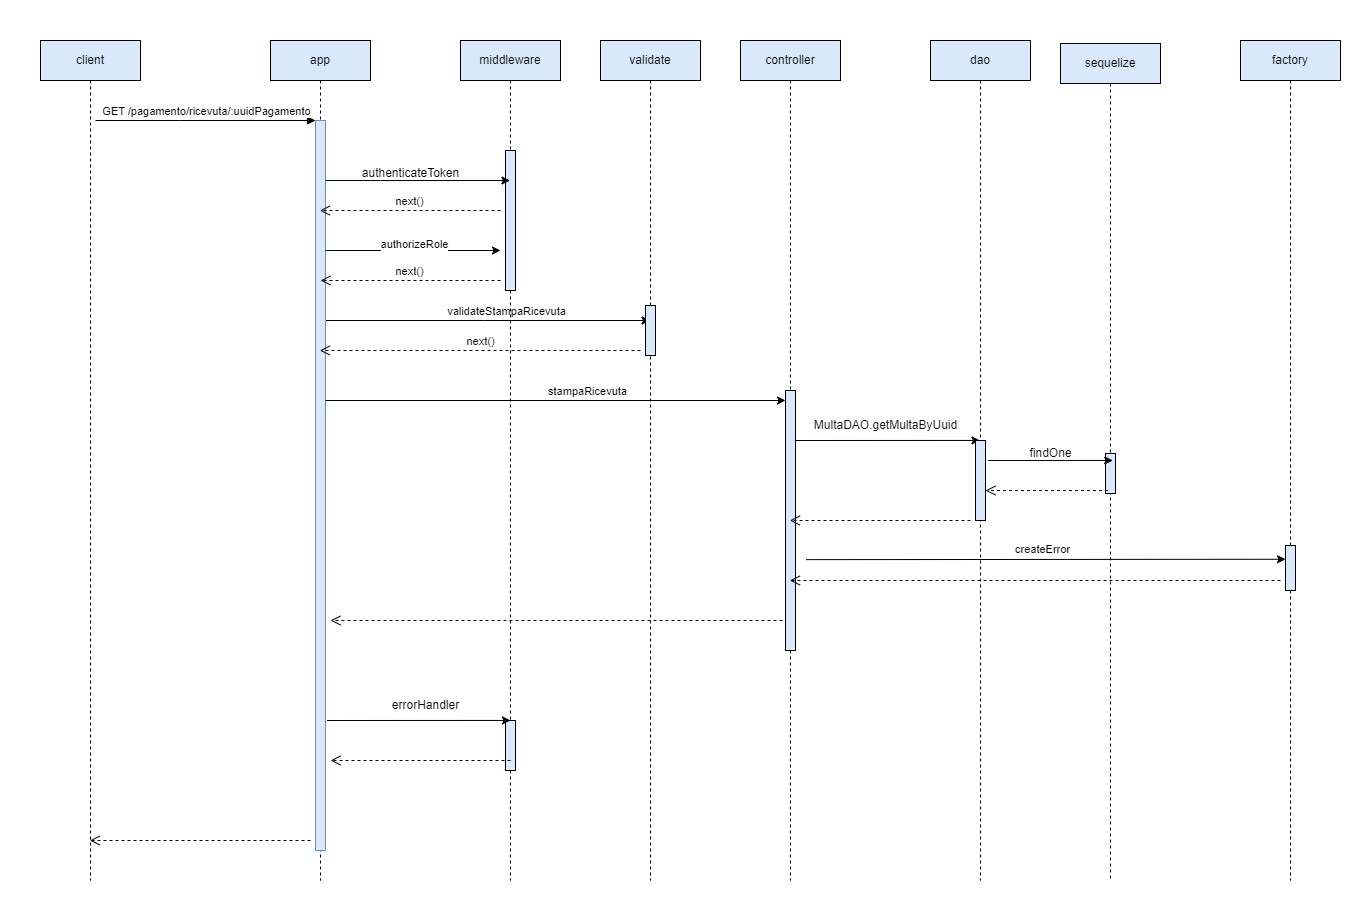 client
app
middleware
validate
controller
dao
sequelize
factory
GET /pagamento/ricevuta/:uuidPagamento
authenticateToken
next()
authorizeRole
next()
validateStampaRicevuta
next()
stampaRicevuta
MultaDAO.getMultaByUuid
findOne
createError
errorHandler